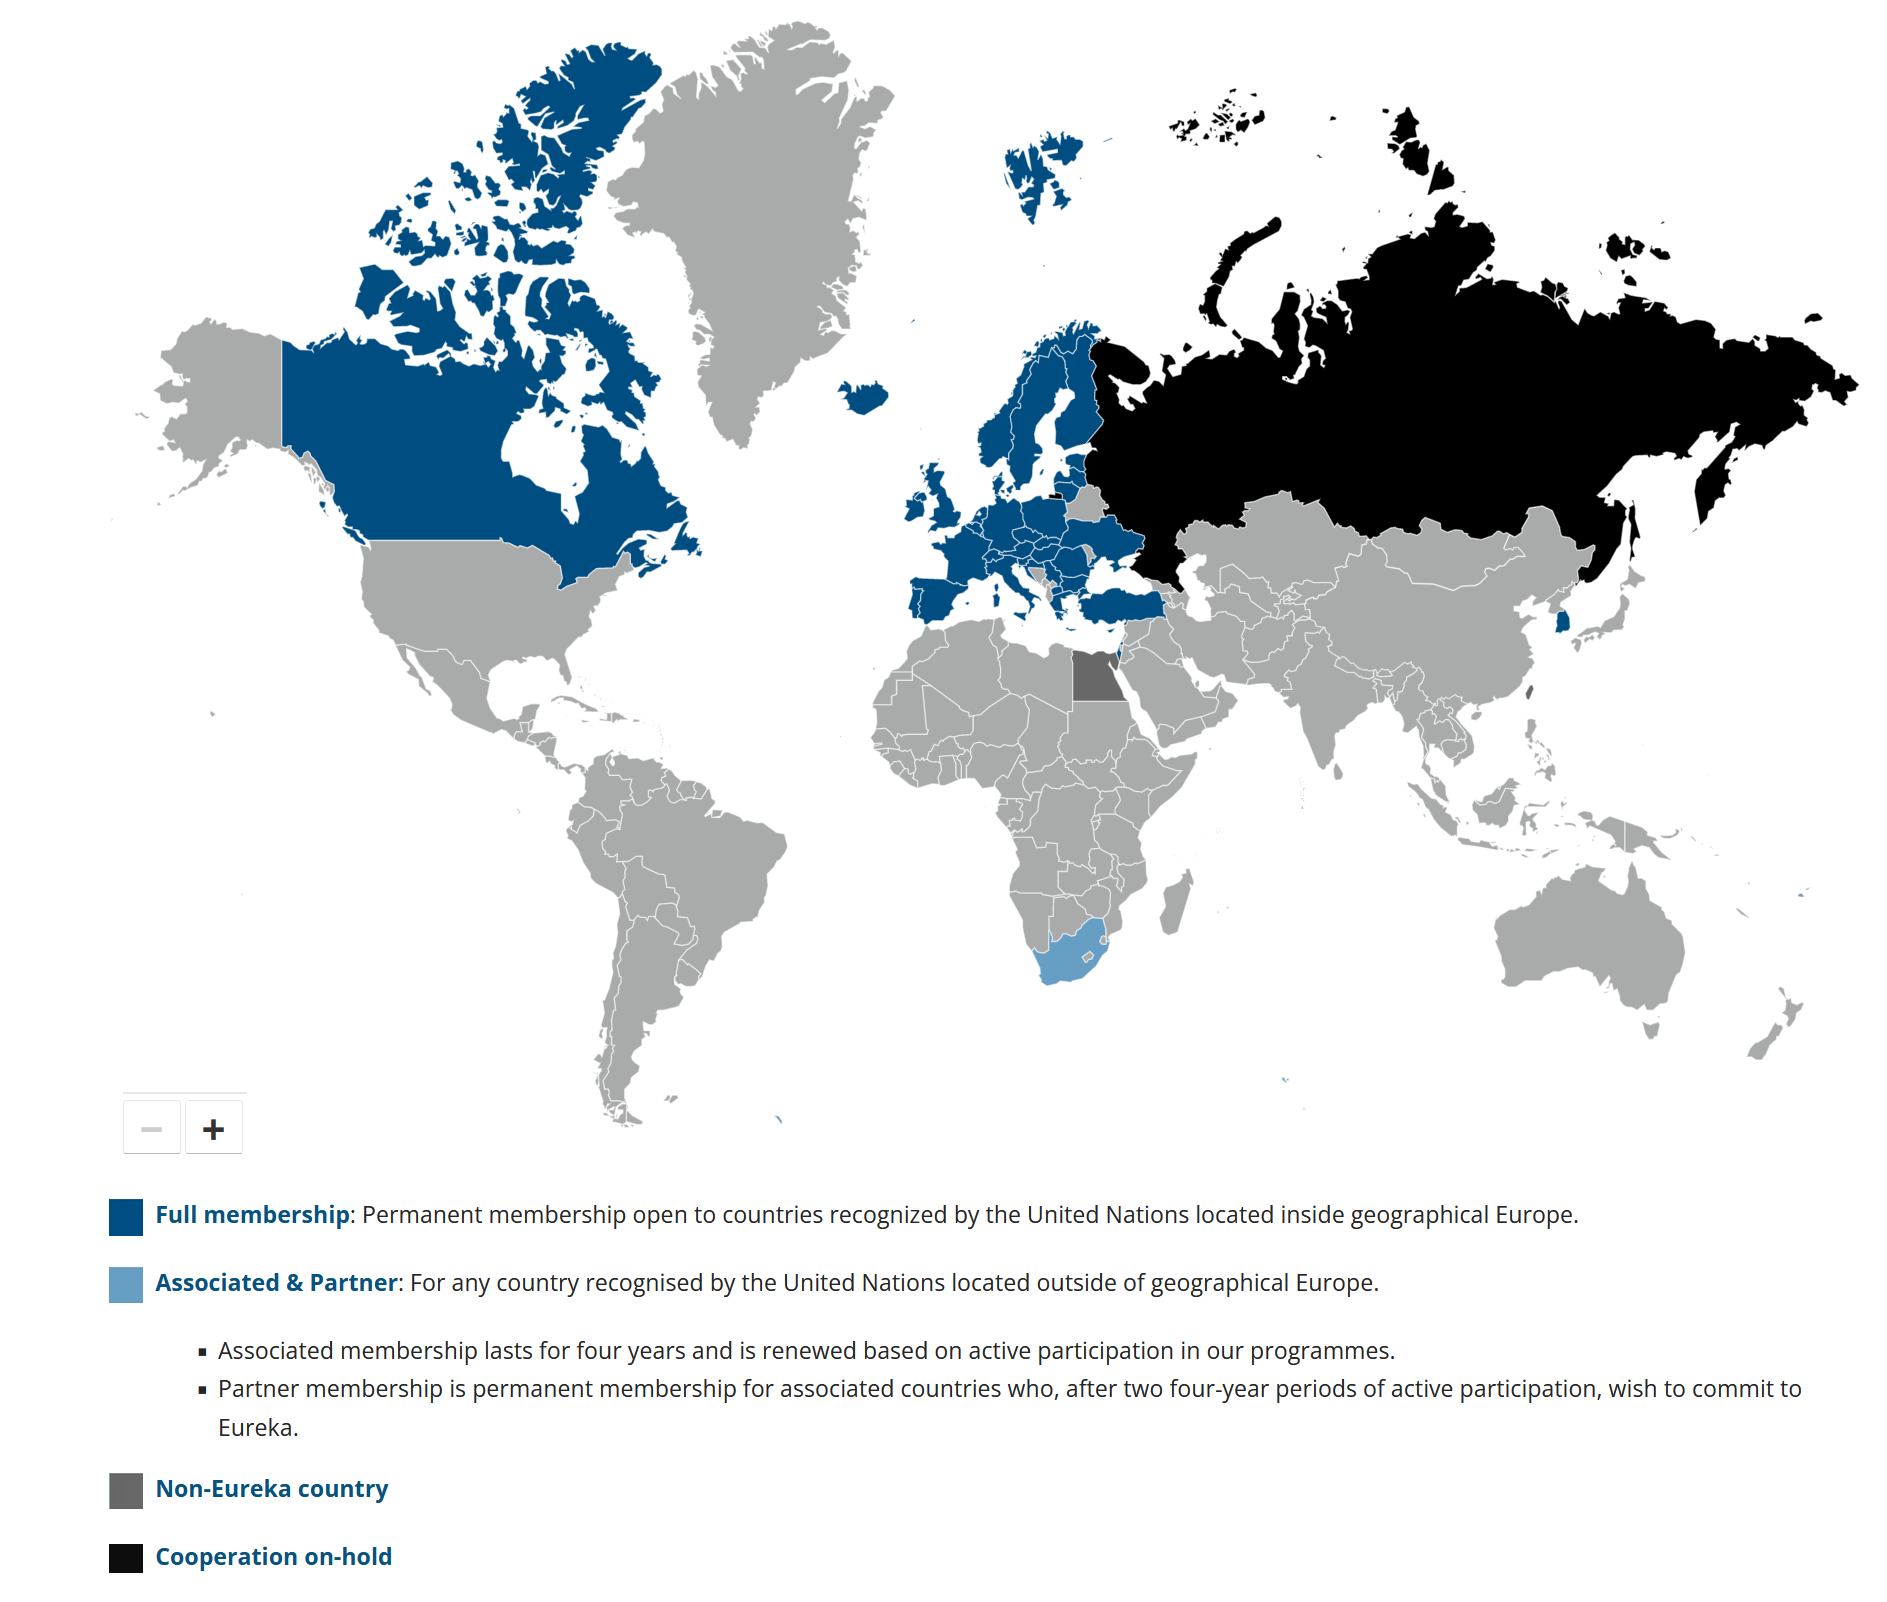 − +
Full membership: Permanent membership open to countries recognized by the United Nations located inside geographical Europe.
Associated & Partner: For any country recognised by the United Nations located outside of geographical Europe.
▪ Associated membership lasts for four years and is renewed based on active participation in our programmes.
▪ Partner membership is permanent membership for associated countries who, after two four-year periods of active participation, wish to commit to
Eureka.
Non-Eureka country
Cooperation on-hold